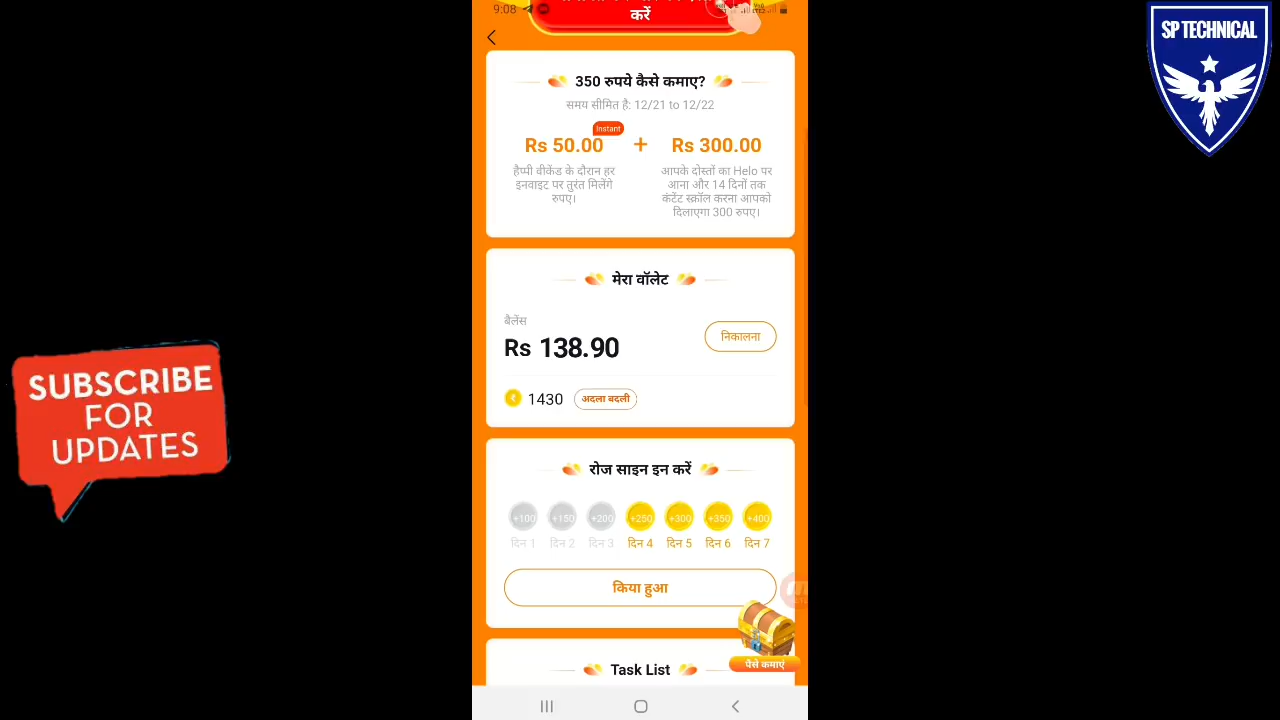 9:08
करें
SP TECHNICAL
350 रुपये कैसे कमाए?
समय सीमित है: 12/21 to 12/22
Instant
Rs 50.00 + Rs 300.00
हैप्पी वीकेंड के दौरान हर
इनवाइट पर तुरंत मिलेंगे
रुपए।
आपके दोस्तों का Helo पर
आना और 14 दिनों तक
कंटेंट स्क्रॉल करना आपको
दिलाएगा 300 रुपए।
मेरा वॉलेट
बैलेंस
Rs 138.90
निकालना
1430 अदला बदली
SUBSCRIBE
FOR
UPDATES
रोज साइन इन करें
+100 +150 +200 +250 +300 +350 +400
दिन 1 दिन 2 दिन 3 दिन 4 दिन 5 दिन 6 दिन 7
किया हुआ
पैसे कमाएं
Task List